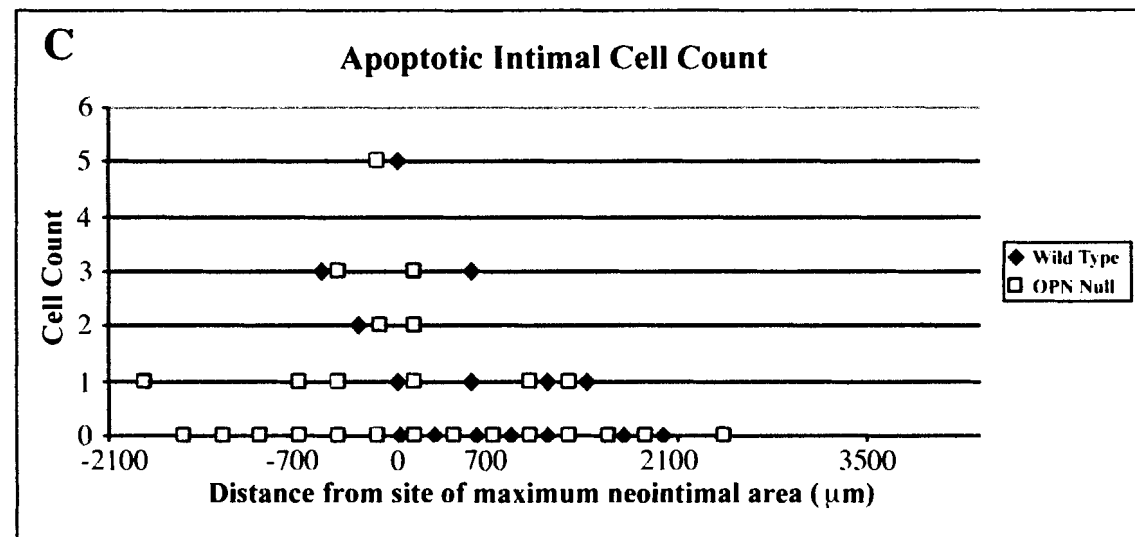 C
Apoptotic Intimal Cell Count
6
5
4
3
2
1
0
Cell Count
-2100 -700 0 700 2100 3500
Distance from site of maximum neointimal area (μm)
Wild Type
OPN Null